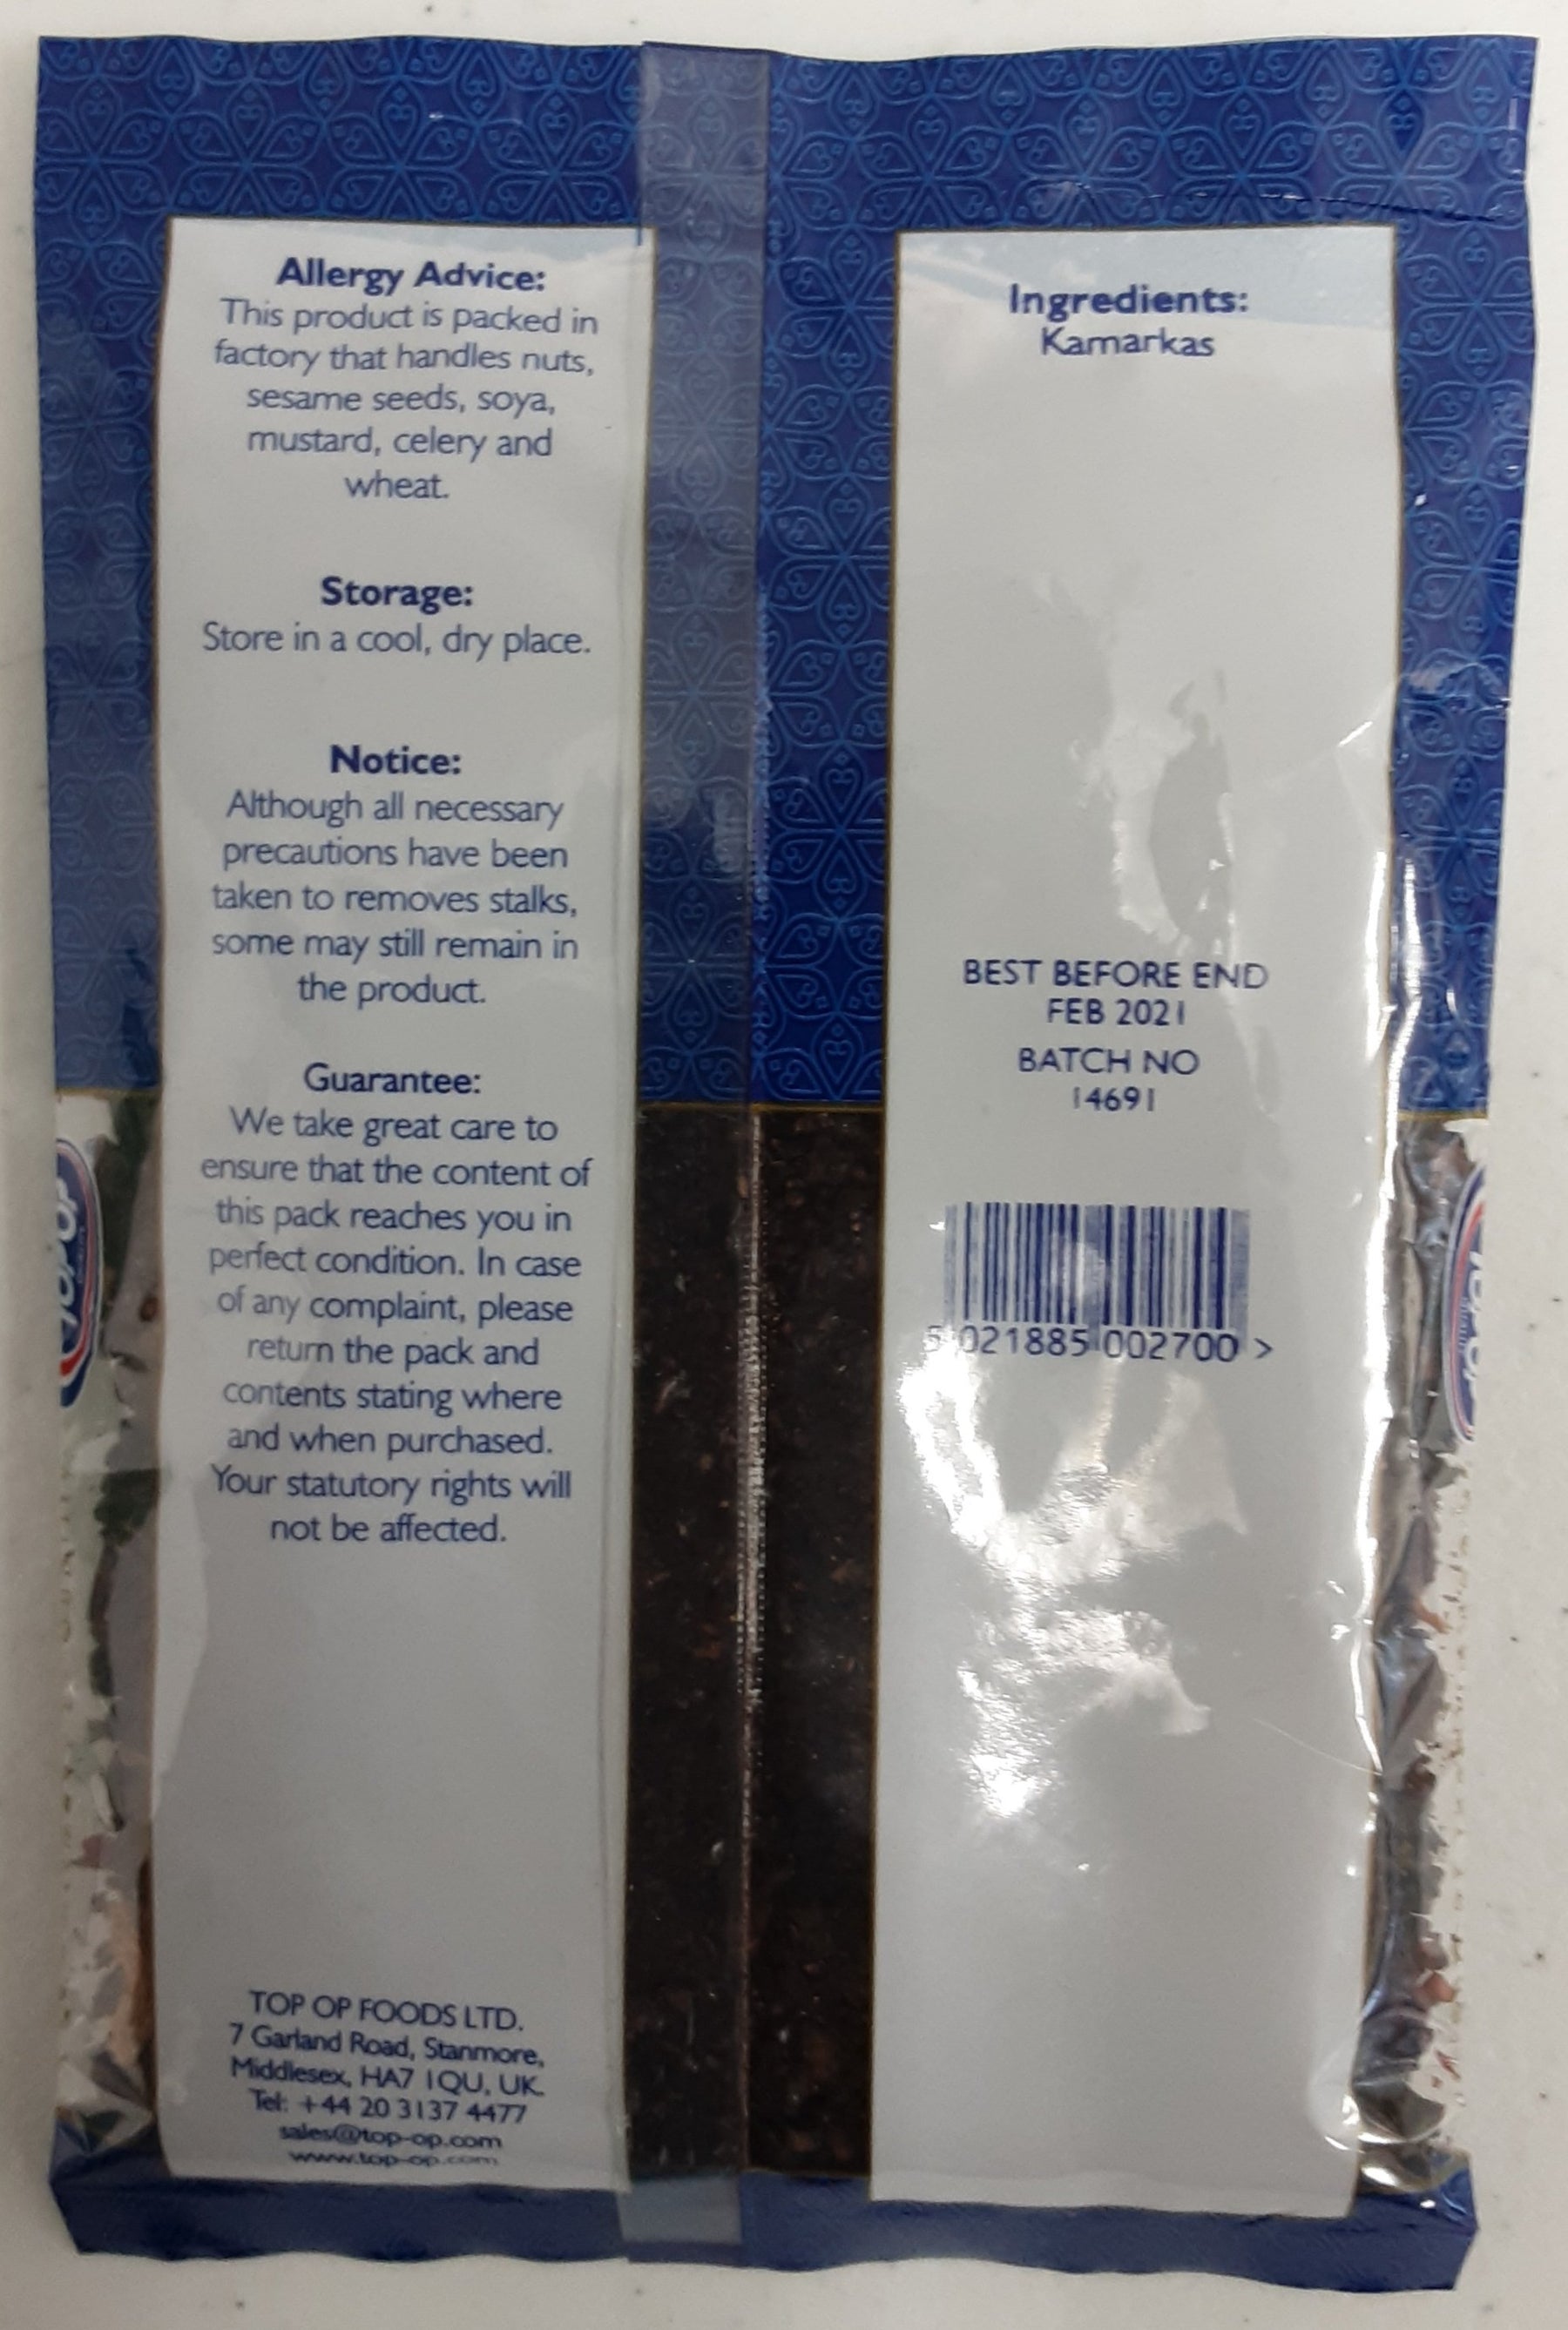 Allergy Advice:
This product is packed in
factory that handles nuts,
sesame seeds, soya,
mustard, celery and
wheat.
Storage:
Store in a cool, dry place.
Notice:
Although all necessary
precautions have been
taken to removes stalks,
some may still remain in
the product.
Guarantee:
We take great care to
ensure that the content of
this pack reaches you in
perfect condition. In case
of any complaint, please
return the pack and
contents stating where
and when purchased.
Your statutory rights will
not be affected.
TOP OP FOODS LTD.
7 Garland Road, Stanmore,
Middlesex, HA7 1QU, UK.
Tel: +44 20 3137 4477
sales@top-op.com
www.top-op.com
Ingredients:
Kamarkas
BEST BEFORE END
FEB 2021
BATCH NO
14691
5 021885 002700 >